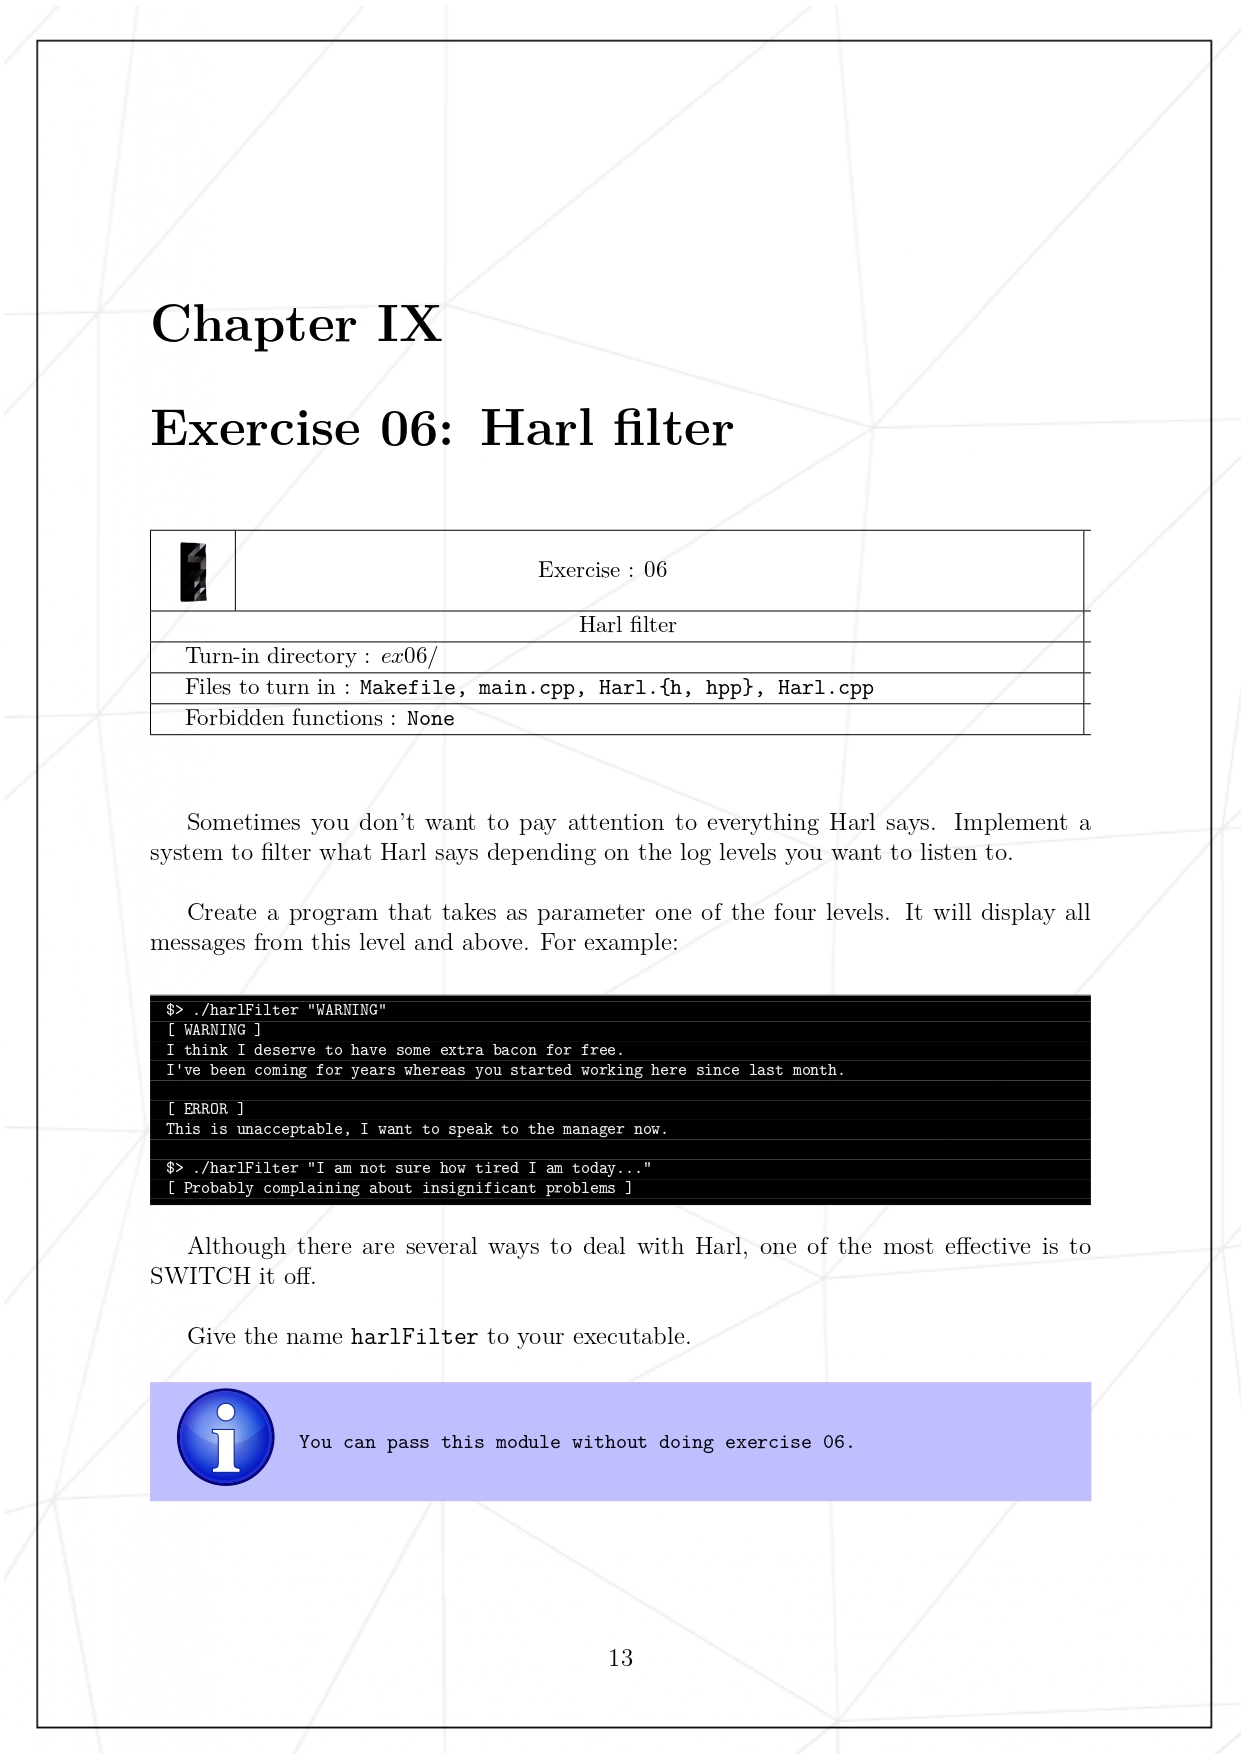 Chapter IX
Exercise 06: Harl filter
Exercise : 06
Harl filter
Turn-in directory : ex06/
Files to turn in : Makefile, main.cpp, Harl.{h, hpp}, Harl.cpp
Forbidden functions : None
Sometimes you don't want to pay attention to everything Harl says. Implement a
system to filter what Harl says depending on the log levels you want to listen to.
Create a program that takes as parameter one of the four levels. It will display all
messages from this level and above. For example:
$> ./harlFilter "WARNING"
[ WARNING ]
I think I deserve to have some extra bacon for free.
I've been coming for years whereas you started working here since last month.
[ ERROR ]
This is unacceptable, I want to speak to the manager now.
$> ./harlFilter "I am not sure how tired I am today..."
[ Probably complaining about insignificant problems ]
Although there are several ways to deal with Harl, one of the most effective is to
SWITCH it off.
Give the name harlFilter to your executable.
You can pass this module without doing exercise 06.
13